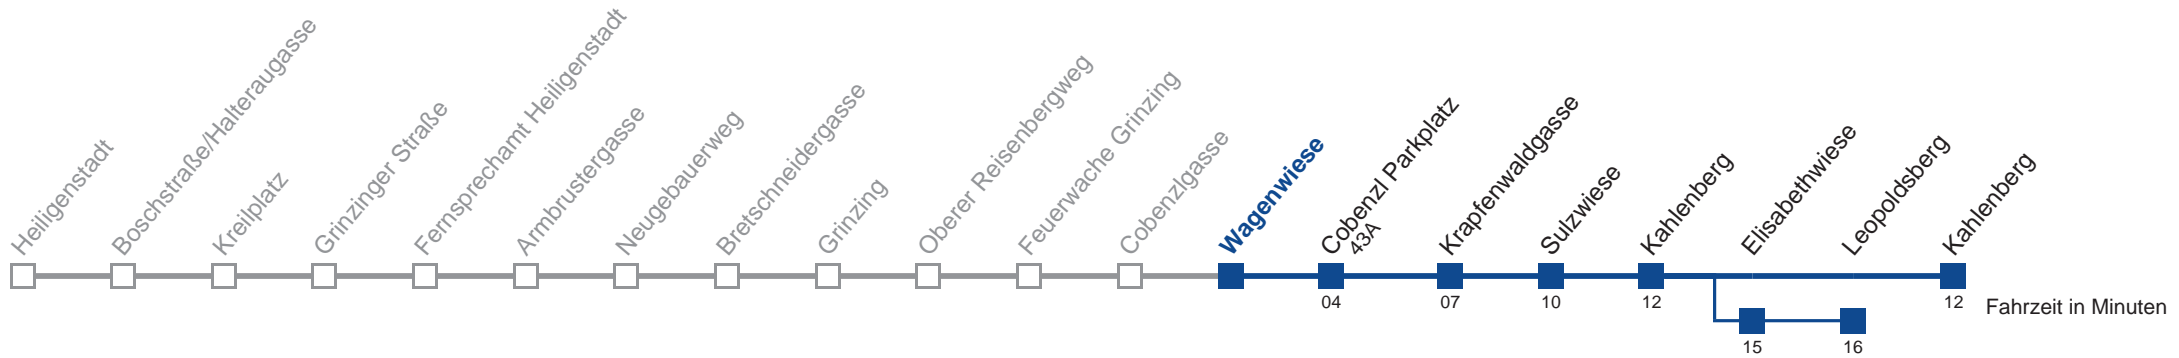 Heiligenstadt
Boschstraße/Halteraugasse
Kreilplatz
Grinzinger Straße
Fernsprechamt Heiligenstadt
Armbrustergasse
Neugebauerweg
Bretschneidergasse
Grinzing
Oberer Reisenbergweg
Feuerwache Grinzing
Cobenzlgasse
Wagenwiese
Cobenzl Parkplatz
43A
Krapfenwaldgasse
Sulzwiese
Kahlenberg
Elisabethwiese
Leopoldsberg
Kahlenberg
04
07
10
12
12
Fahrzeit in Minuten
15
16